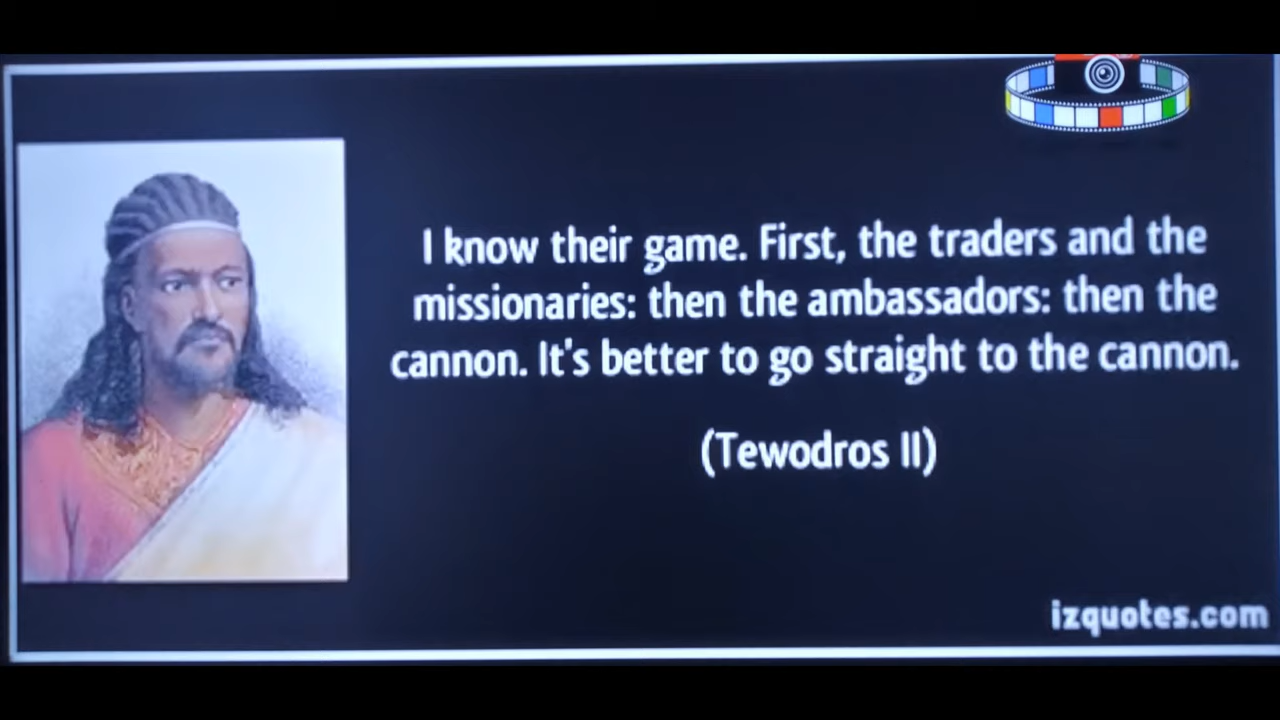 I know their game. First, the traders and the
missionaries: then the ambassadors: then the
cannon. It's better to go straight to the cannon.
(Tewodros II)
izquotes.com